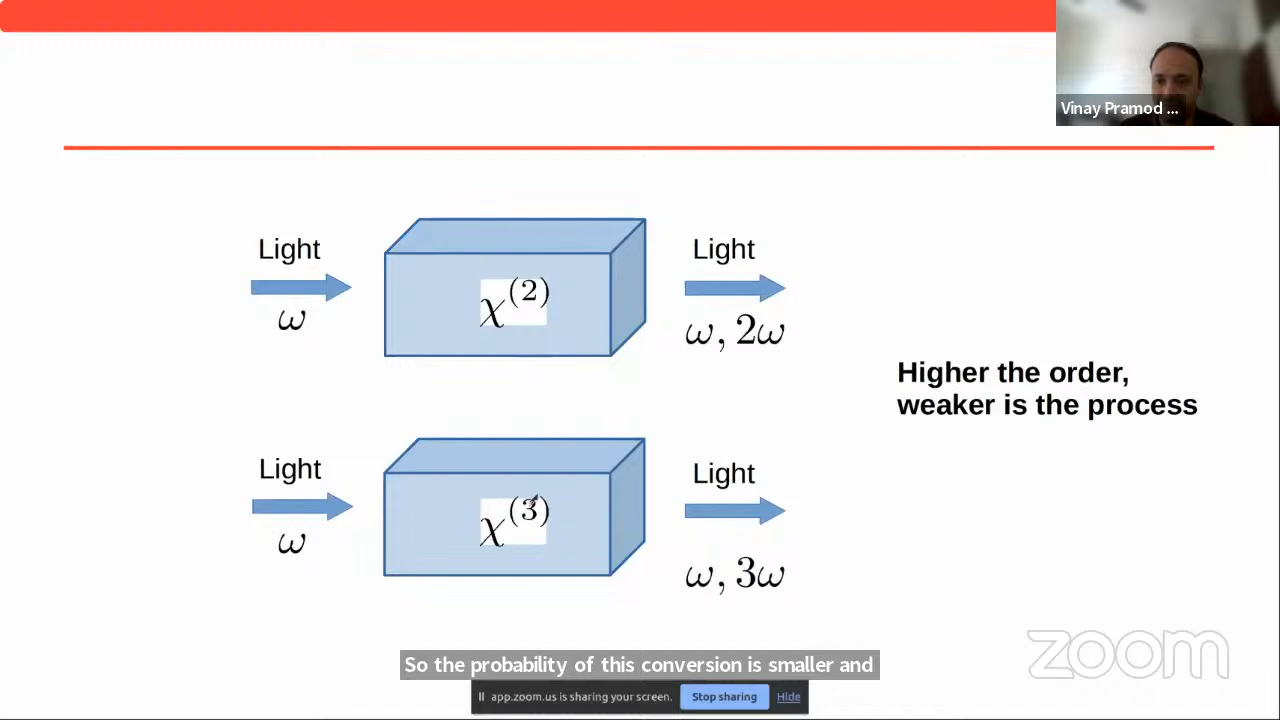 Vinay Pramod ...
Light
Light
χ^(2)
ω
ω, 2ω
Higher the order,
weaker is the process
Light
Light
χ^(3)
ω
ω, 3ω
zoom
So the probability of this conversion is smaller and
app.zoom.us is sharing your screen.
Stop sharing
Hide